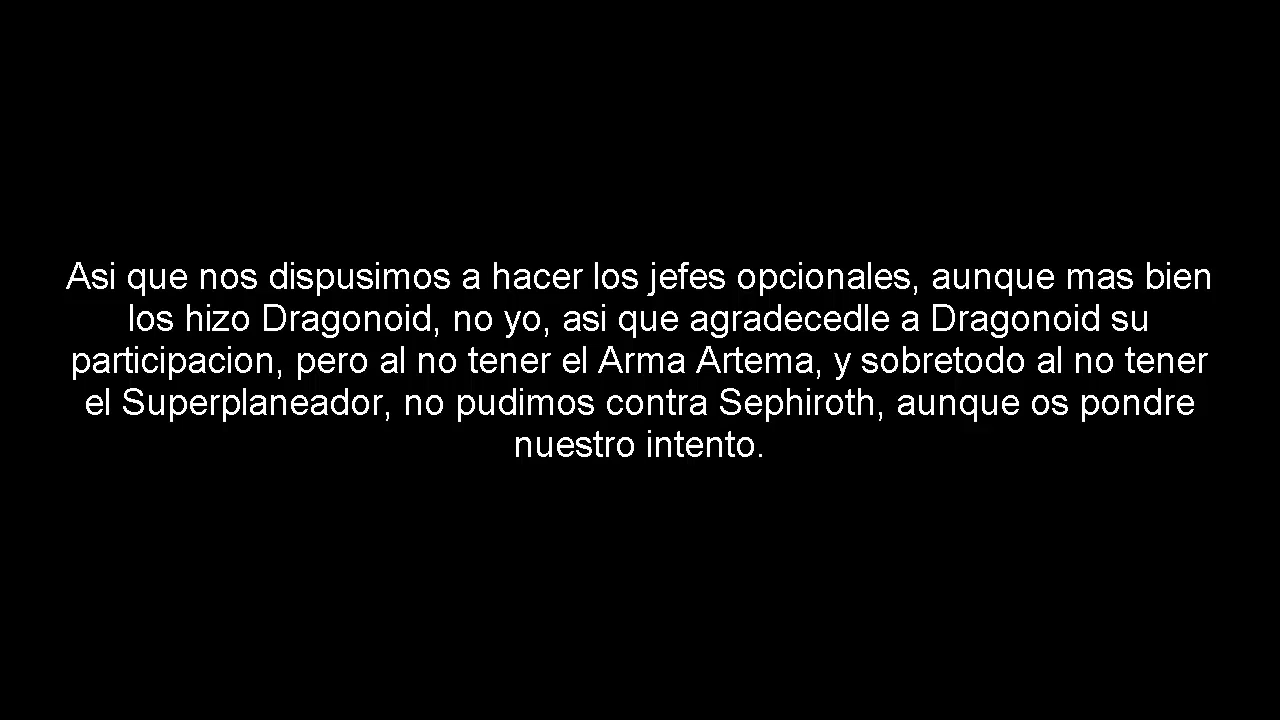 Asi que nos dispusimos a hacer los jefes opcionales, aunque mas bien
los hizo Dragonoid, no yo, asi que agradecedle a Dragonoid su
participacion, pero al no tener el Arma Artema, y sobretodo al no tener
el Superplaneador, no pudimos contra Sephiroth, aunque os pondre
nuestro intento.